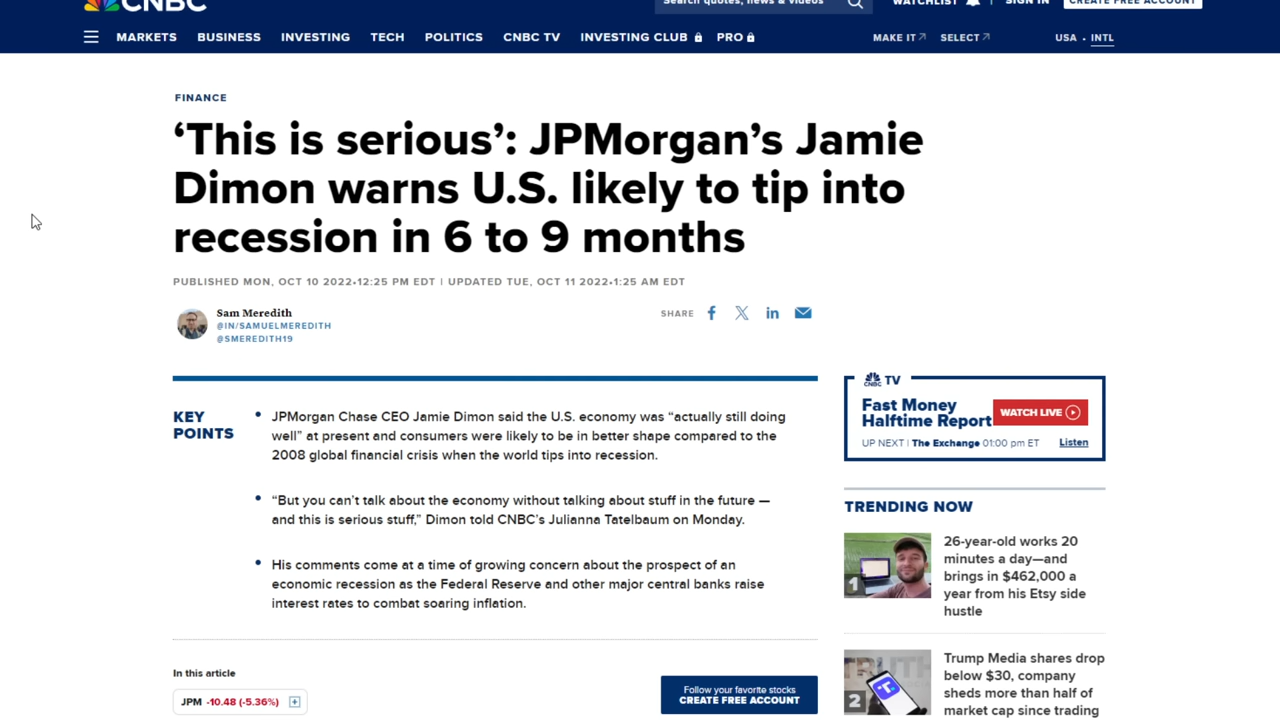 CNBC
Search quotes, news & videos
WATCHLIST
SIGN IN
CREATE FREE ACCOUNT
MARKETS BUSINESS INVESTING TECH POLITICS CNBC TV INVESTING CLUB PRO MAKE IT SELECT USA • INTL
FINANCE
‘This is serious’: JPMorgan’s Jamie
Dimon warns U.S. likely to tip into
recession in 6 to 9 months
PUBLISHED MON, OCT 10 2022•12:25 PM EDT | UPDATED TUE, OCT 11 2022•1:25 AM EDT
Sam Meredith
@IN/SAMUELMEREDITH
@SMEREDITH19
SHARE
KEY
POINTS
• JPMorgan Chase CEO Jamie Dimon said the U.S. economy was “actually still doing
well” at present and consumers were likely to be in better shape compared to the
2008 global financial crisis when the world tips into recession.
• “But you can’t talk about the economy without talking about stuff in the future —
and this is serious stuff,” Dimon told CNBC’s Julianna Tatelbaum on Monday.
• His comments come at a time of growing concern about the prospect of an
economic recession as the Federal Reserve and other major central banks raise
interest rates to combat soaring inflation.
In this article
JPM -10.48 (-5.36%)
Follow your favorite stocks
CREATE FREE ACCOUNT
CNBC TV
Fast Money
Halftime Report
WATCH LIVE
UP NEXT | The Exchange 01:00 pm ET Listen
TRENDING NOW
1
26-year-old works 20
minutes a day—and
brings in $462,000 a
year from his Etsy side
hustle
2
Trump Media shares drop
below $30, company
sheds more than half of
market cap since trading